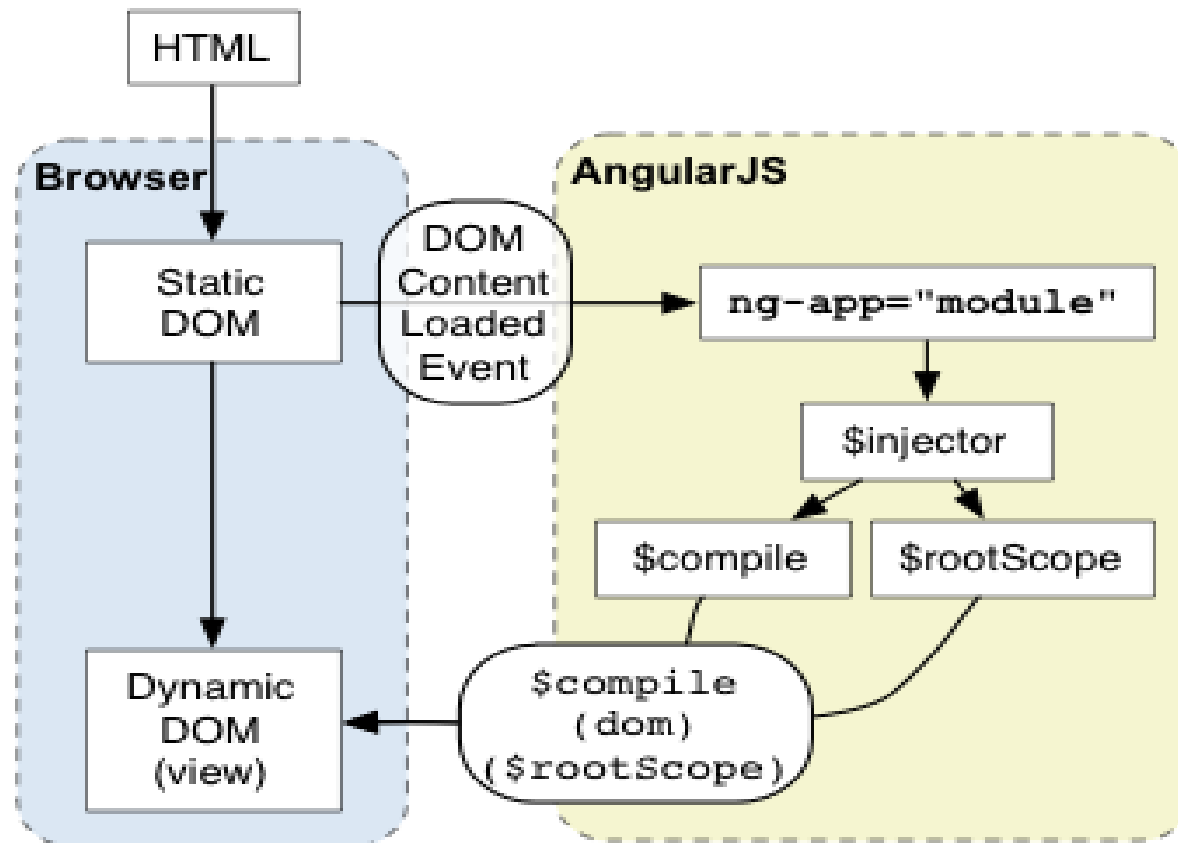 HTML
Browser
AngularJS
Static
DOM
DOM
Content
Loaded
Event
ng-app="module"
$injector
$compile
$rootScope
$compile
(dom)
($rootScope)
Dynamic
DOM
(view)